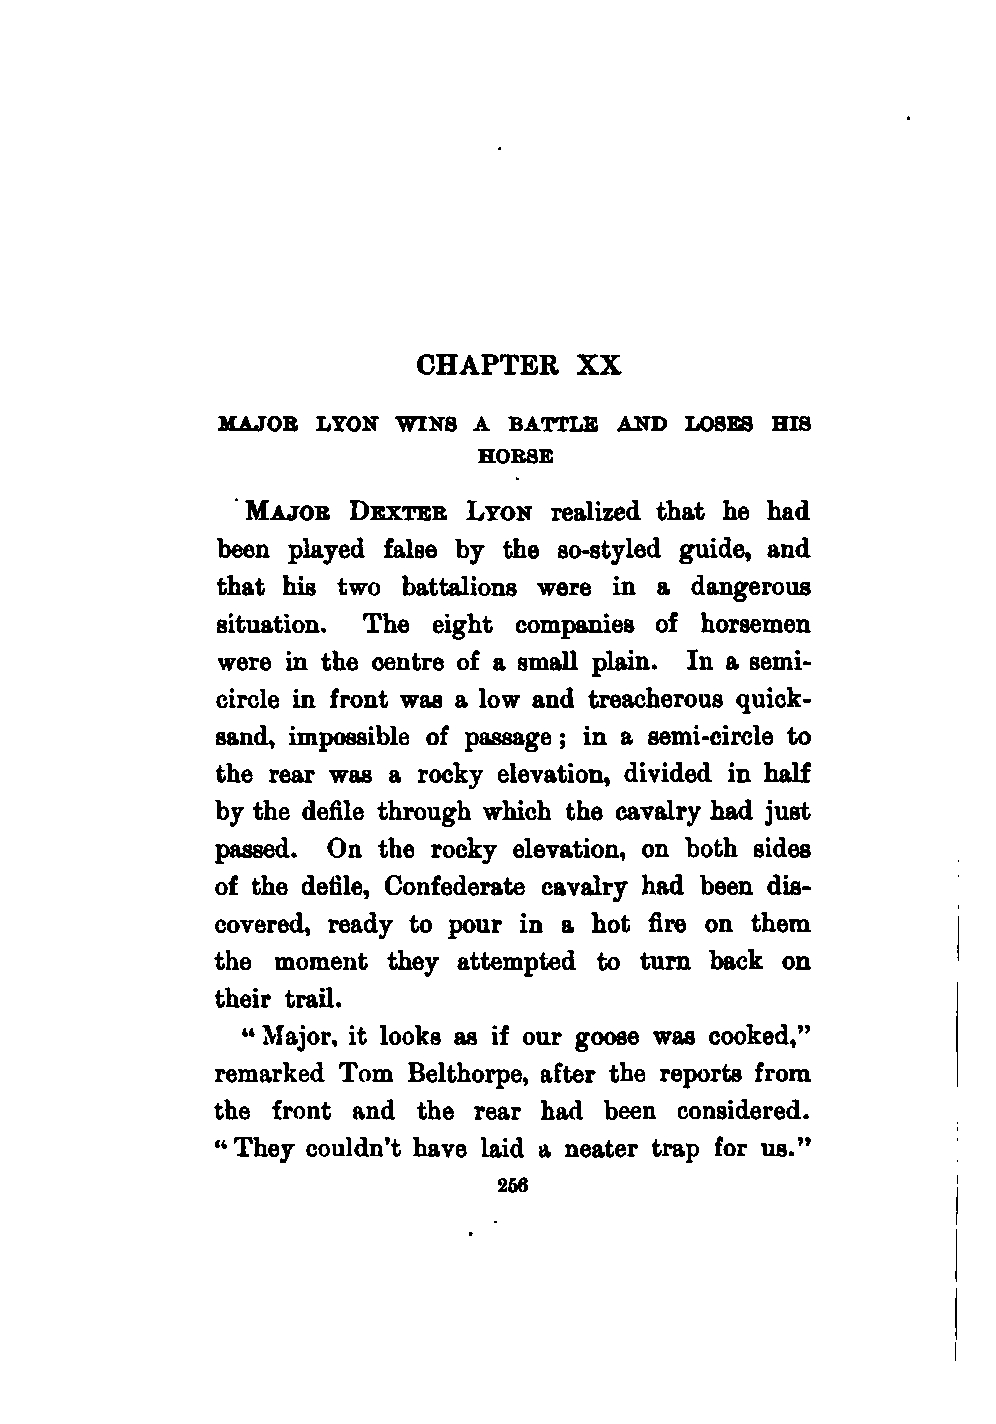 CHAPTER XX
MAJOR LYON WINS A BATTLE AND LOSES HIS
HORSE
MAJOR DEXTER LYON realized that he had
been played false by the so-styled guide, and
that his two battalions were in a dangerous
situation. The eight companies of horsemen
were in the centre of a small plain. In a semi-
circle in front was a low and treacherous quick-
sand, impossible of passage; in a semi-circle to
the rear was a rocky elevation, divided in half
by the defile through which the cavalry had just
passed. On the rocky elevation, on both sides
of the defile, Confederate cavalry had been dis-
covered, ready to pour in a hot fire on them
the moment they attempted to turn back on
their trail.
"Major, it looks as if our goose was cooked,"
remarked Tom Belthorpe, after the reports from
the front and the rear had been considered.
"They couldn't have laid a neater trap for us."
256